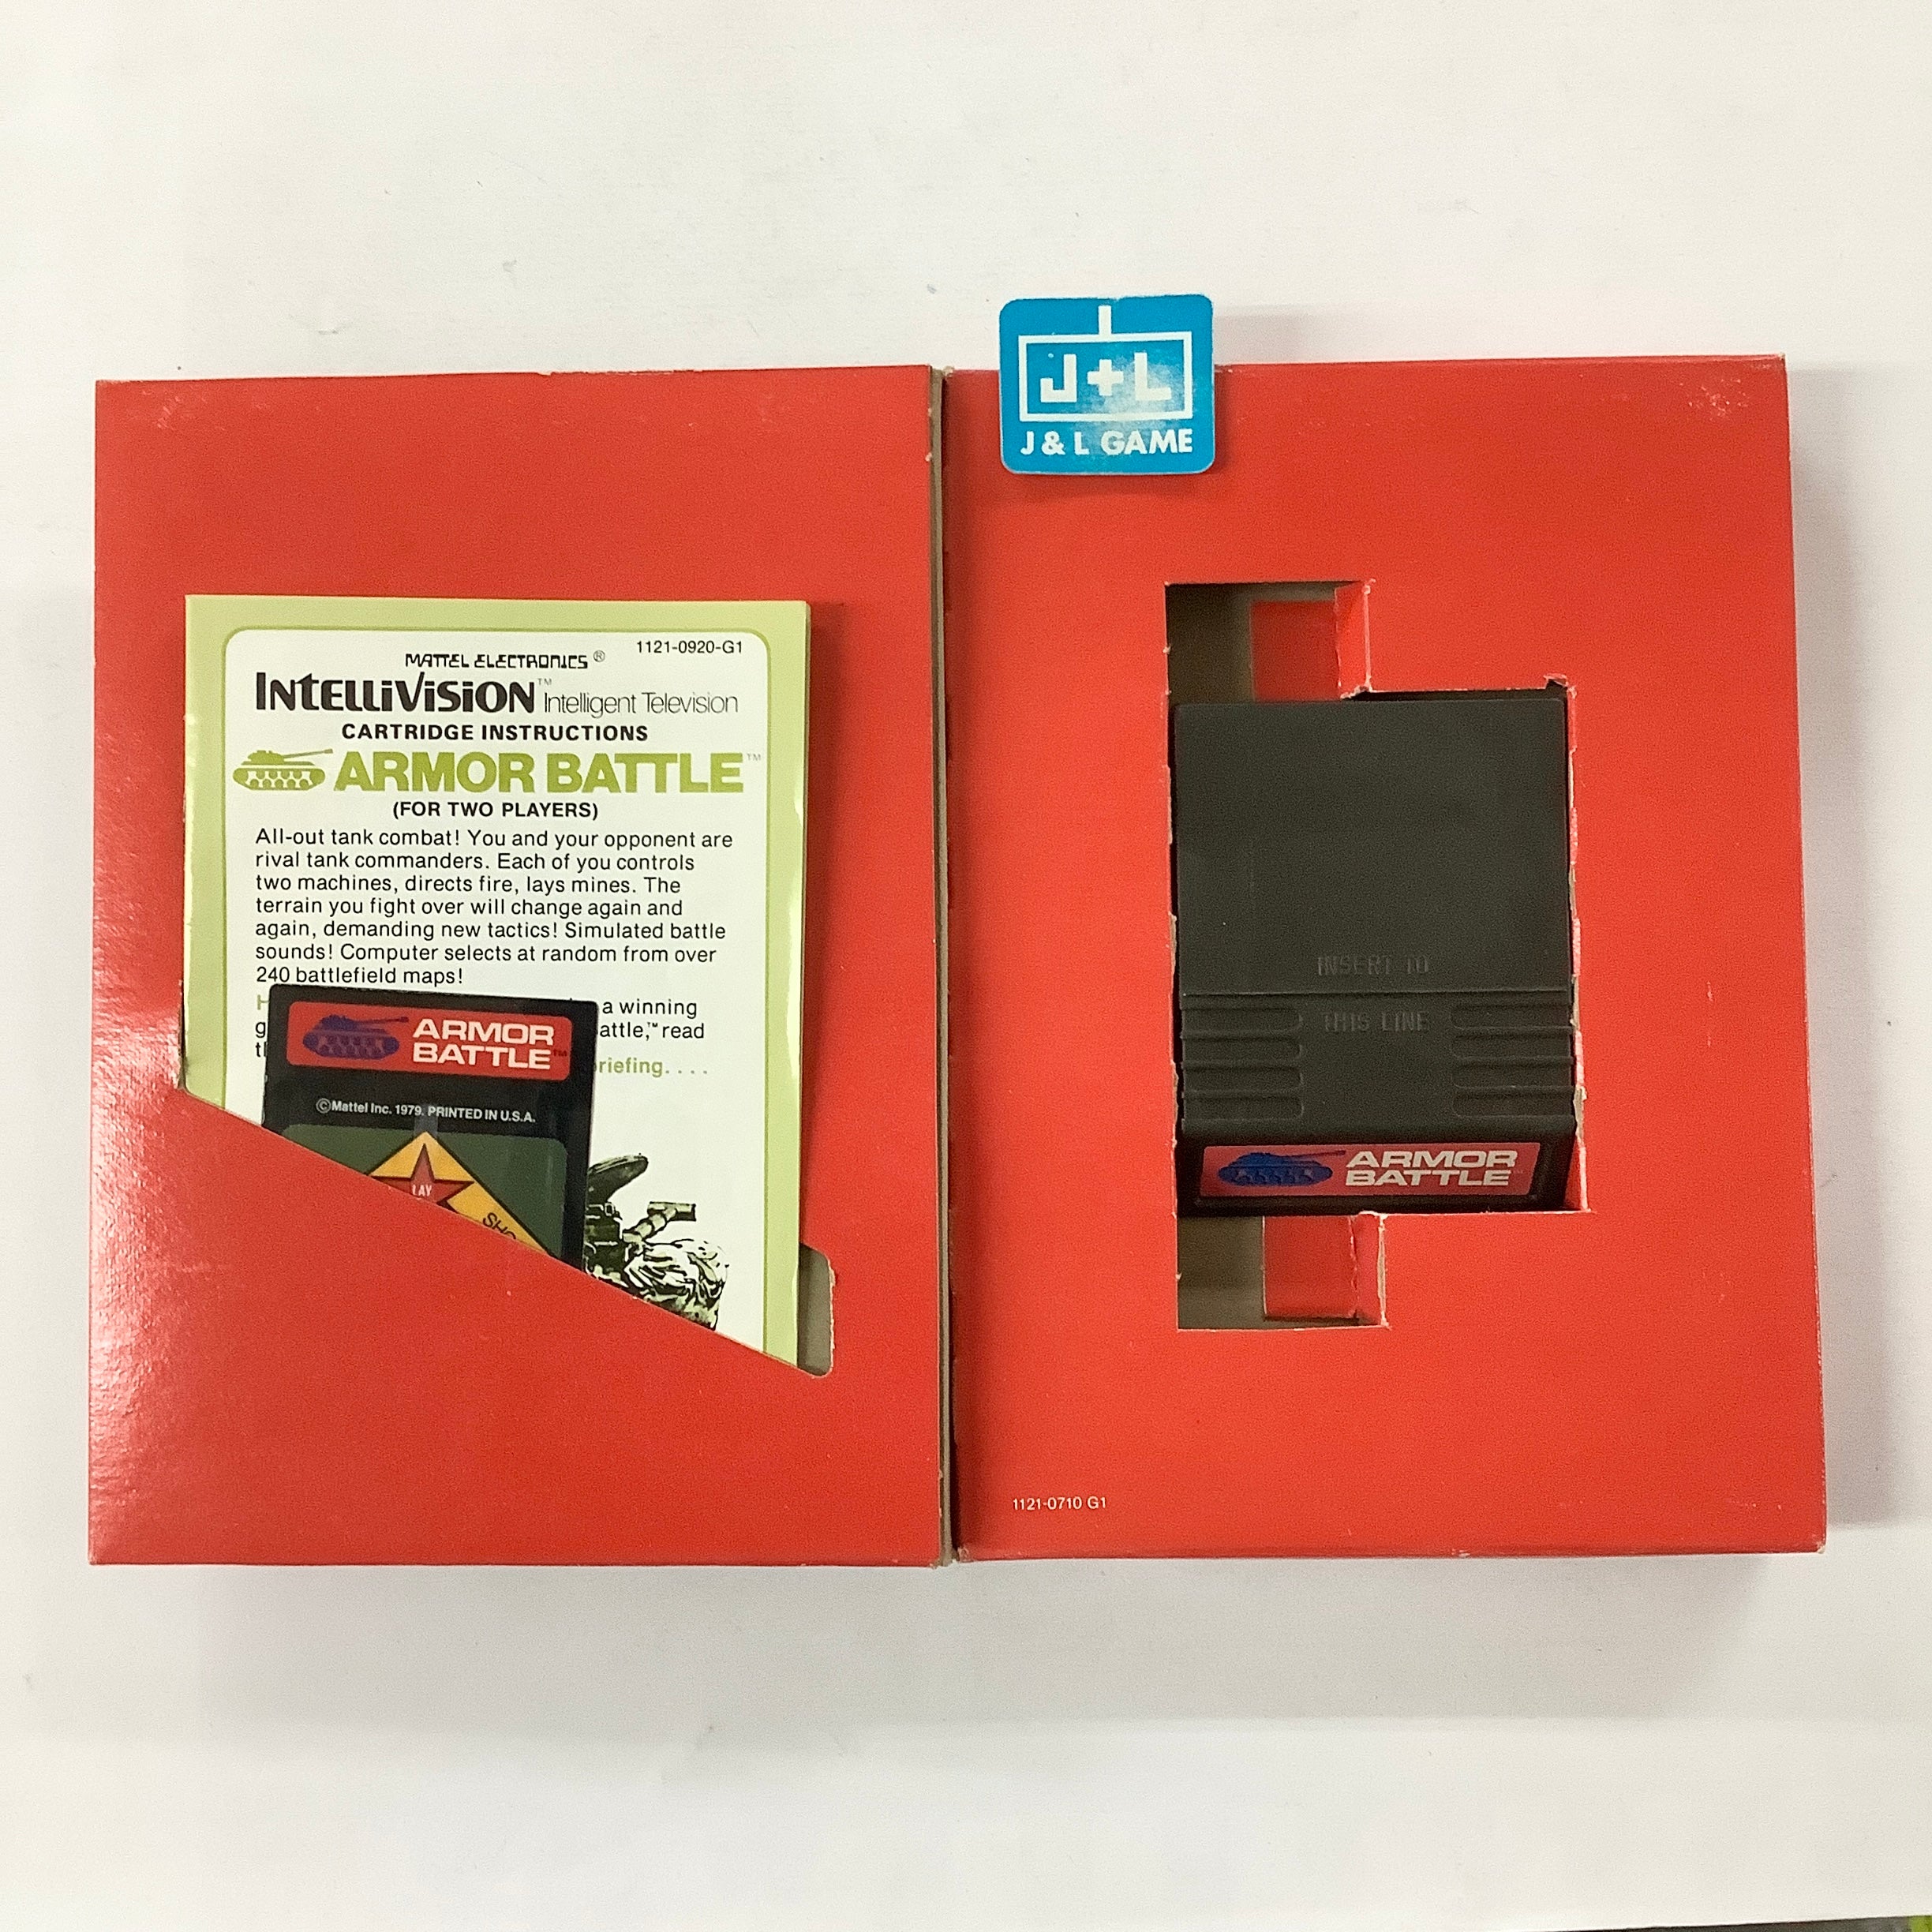 J+L
J & L GAME
1121-0920-G1
MATTEL ELECTRONICS®
INTELLIVISION™ Intelligent Television
CARTRIDGE INSTRUCTIONS
ARMOR BATTLE™
(FOR TWO PLAYERS)
All-out tank combat! You and your opponent are
rival tank commanders. Each of you controls
two machines, directs fire, lays mines. The
terrain you fight over will change again and
again, demanding new tactics! Simulated battle
sounds! Computer selects at random from over
240 battlefield maps!
a winning
attle,™ read
riefing. . . .
ARMOR
BATTLE™
©Mattel Inc. 1979. PRINTED IN U.S.A.
LAY
INSERT TO
THIS LINE
ARMOR
BATTLE™
1121-0710 G1